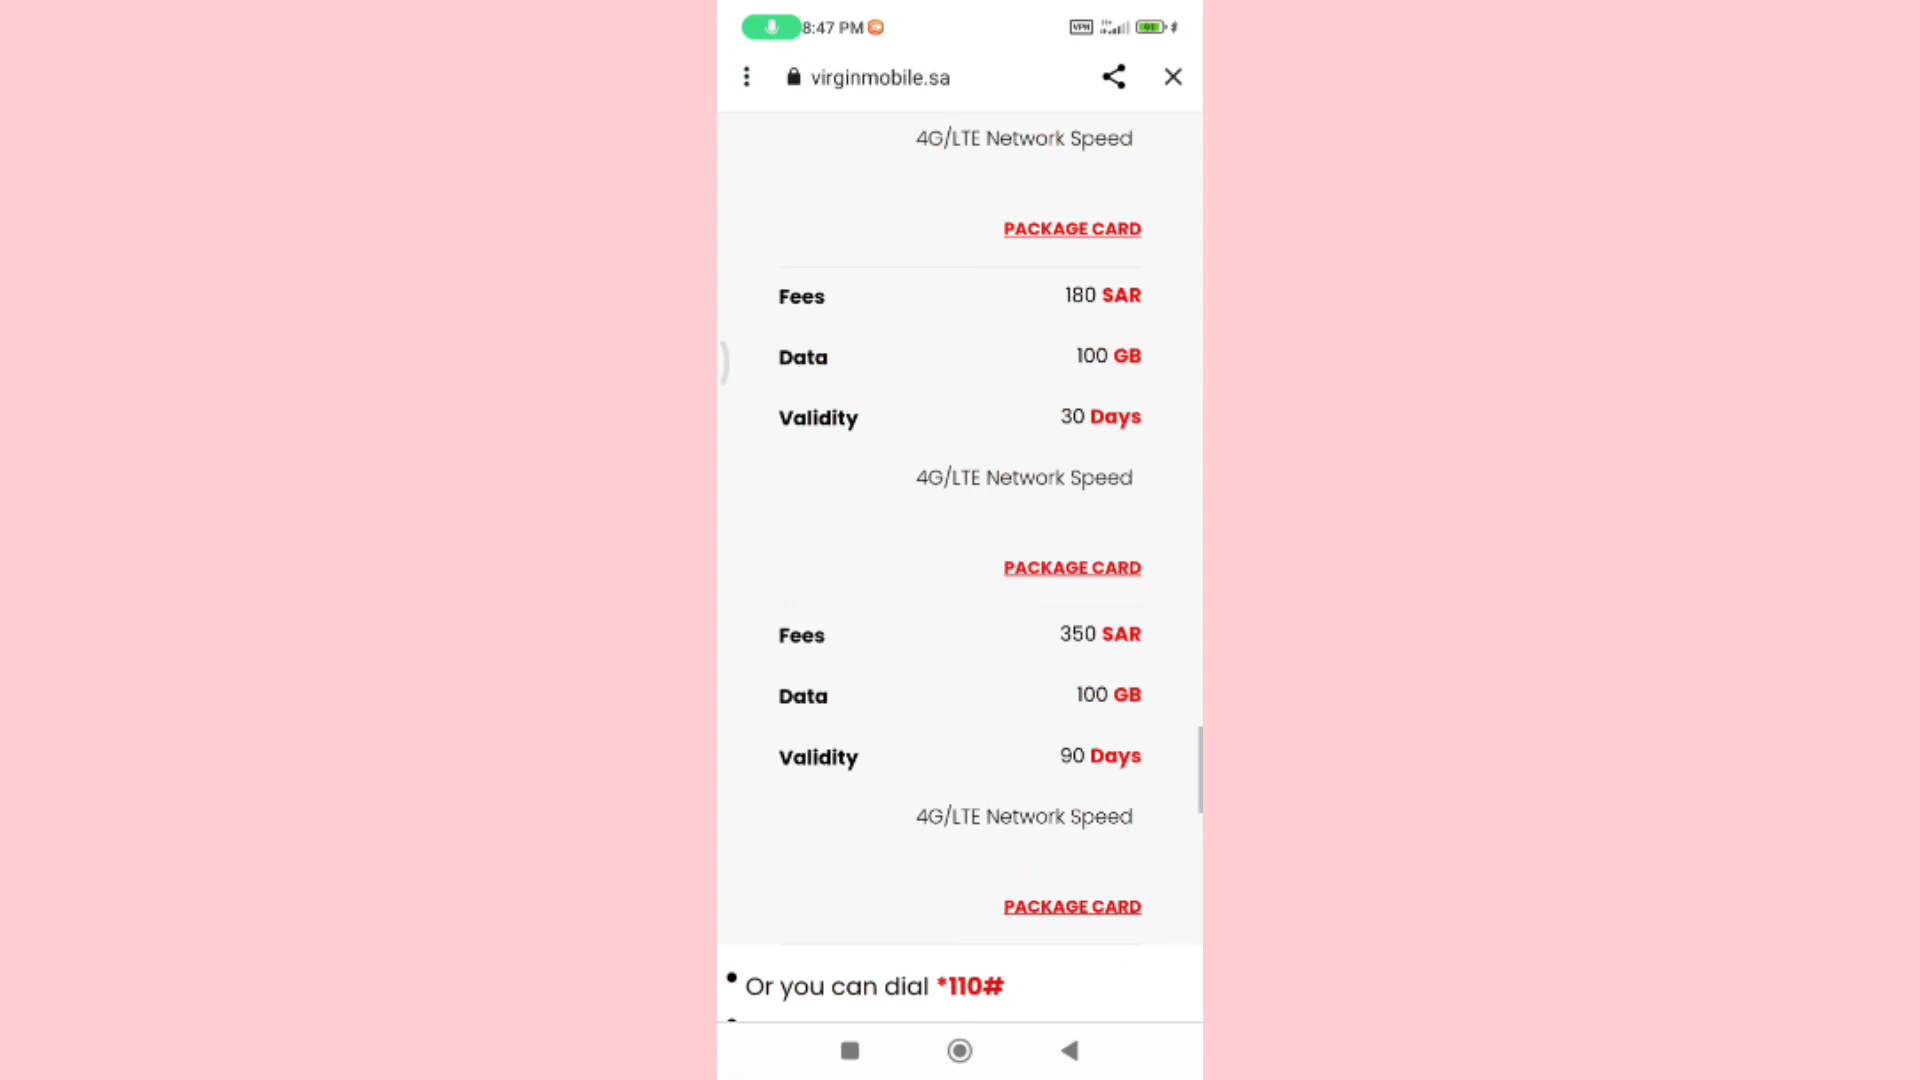 8:47 PM
VPN
virginmobile.sa
4G/LTE Network Speed
PACKAGE CARD
Fees 180 SAR
Data 100 GB
Validity 30 Days
4G/LTE Network Speed
PACKAGE CARD
Fees 350 SAR
Data 100 GB
Validity 90 Days
4G/LTE Network Speed
PACKAGE CARD
• Or you can dial *110#